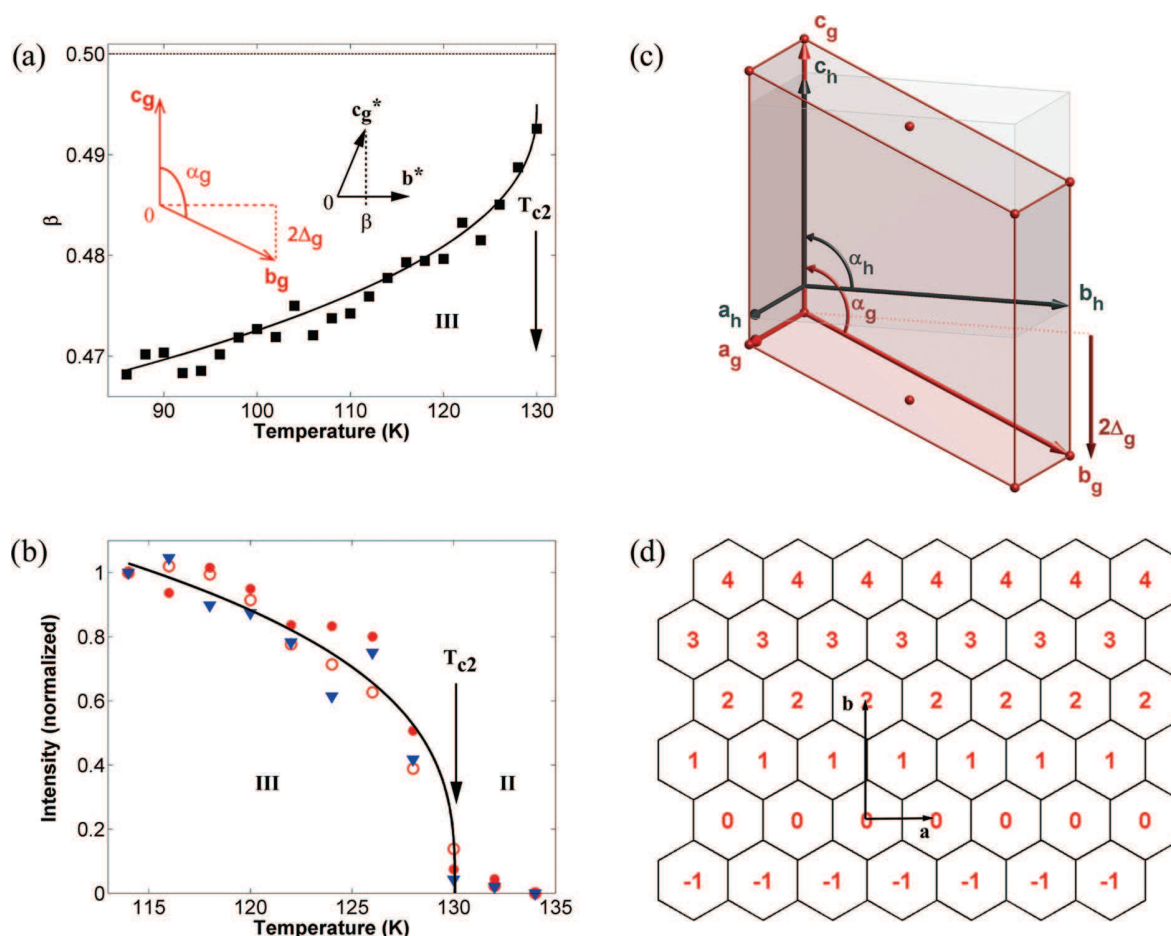 (a)
0.50
0.49
0.48
0.47
β
cg
αg
0
2Δg
bg
cg*
b*
0
β
Tc2
III
90 100 110 120 130
Temperature (K)
(b)
1
0.8
0.6
0.4
0.2
0
Intensity (normalized)
Tc2
III
II
115 120 125 130 135
Temperature (K)
(c)
cg
ch
αh
αg
ah
bh
ag
2Δg
bg
(d)
4 4 4 4 4 4 4
3 3 3 3 3 3 3
2 2 b 2 2 2 2 2
1 1 1 1 1 1 1
0 0 0 0 0 0 0
a
-1 -1 -1 -1 -1 -1 -1